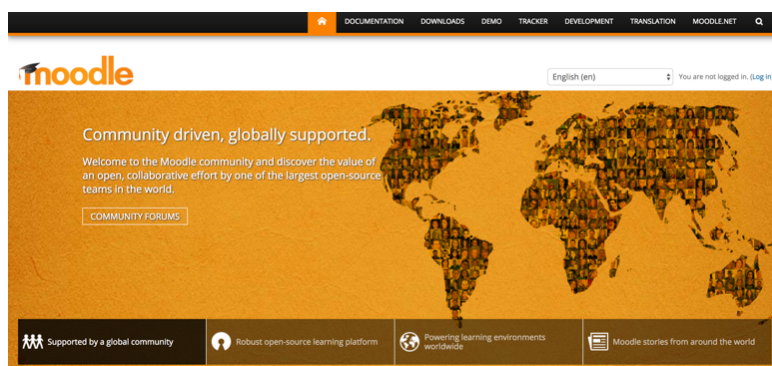 DOCUMENTATION DOWNLOADS DEMO TRACKER DEVELOPMENT TRANSLATION MOODLE.NET
moodle
English (en) You are not logged in. (Log in
Community driven, globally supported.
Welcome to the Moodle community and discover the value of
an open, collaborative effort by one of the largest open-source
teams in the world.
COMMUNITY FORUMS
Supported by a global community
Robust open-source learning platform
Powering learning environments
worldwide
Moodle stories from around the world